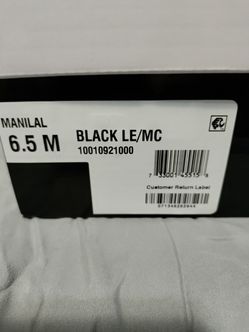 MANILAL
6.5 M
BLACK LE/MC
10010921000
Customer Return Label